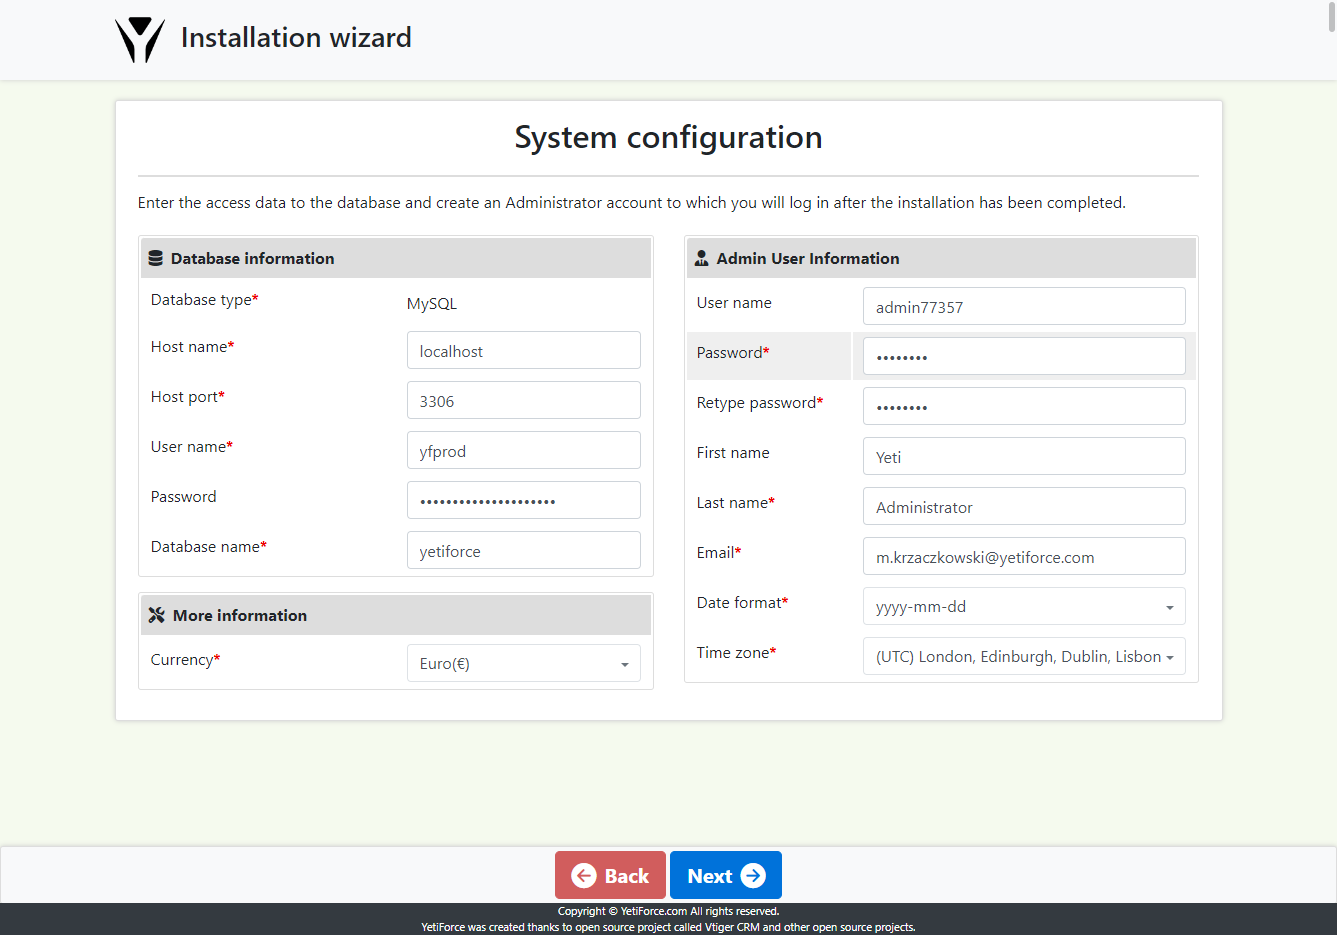 Installation wizard
System configuration
Enter the access data to the database and create an Administrator account to which you will log in after the installation has been completed.
Database information
Database type*
MySQL
Host name*
localhost
Host port*
3306
User name*
yfprod
Password
•••••••••••••••••••••
Database name*
yetiforce
More information
Currency*
Euro(€)
Admin User Information
User name
admin77357
Password*
••••••••
Retype password*
••••••••
First name
Yeti
Last name*
Administrator
Email*
m.krzaczkowski@yetiforce.com
Date format*
yyyy-mm-dd
Time zone*
(UTC) London, Edinburgh, Dublin, Lisbon
Back
Next
Copyright © YetiForce.com All rights reserved.
YetiForce was created thanks to open source project called Vtiger CRM and other open source projects.